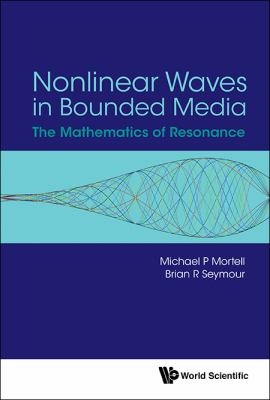 Nonlinear Waves
in Bounded Media
The Mathematics of Resonance
Michael P Mortell
Brian R Seymour
World Scientific